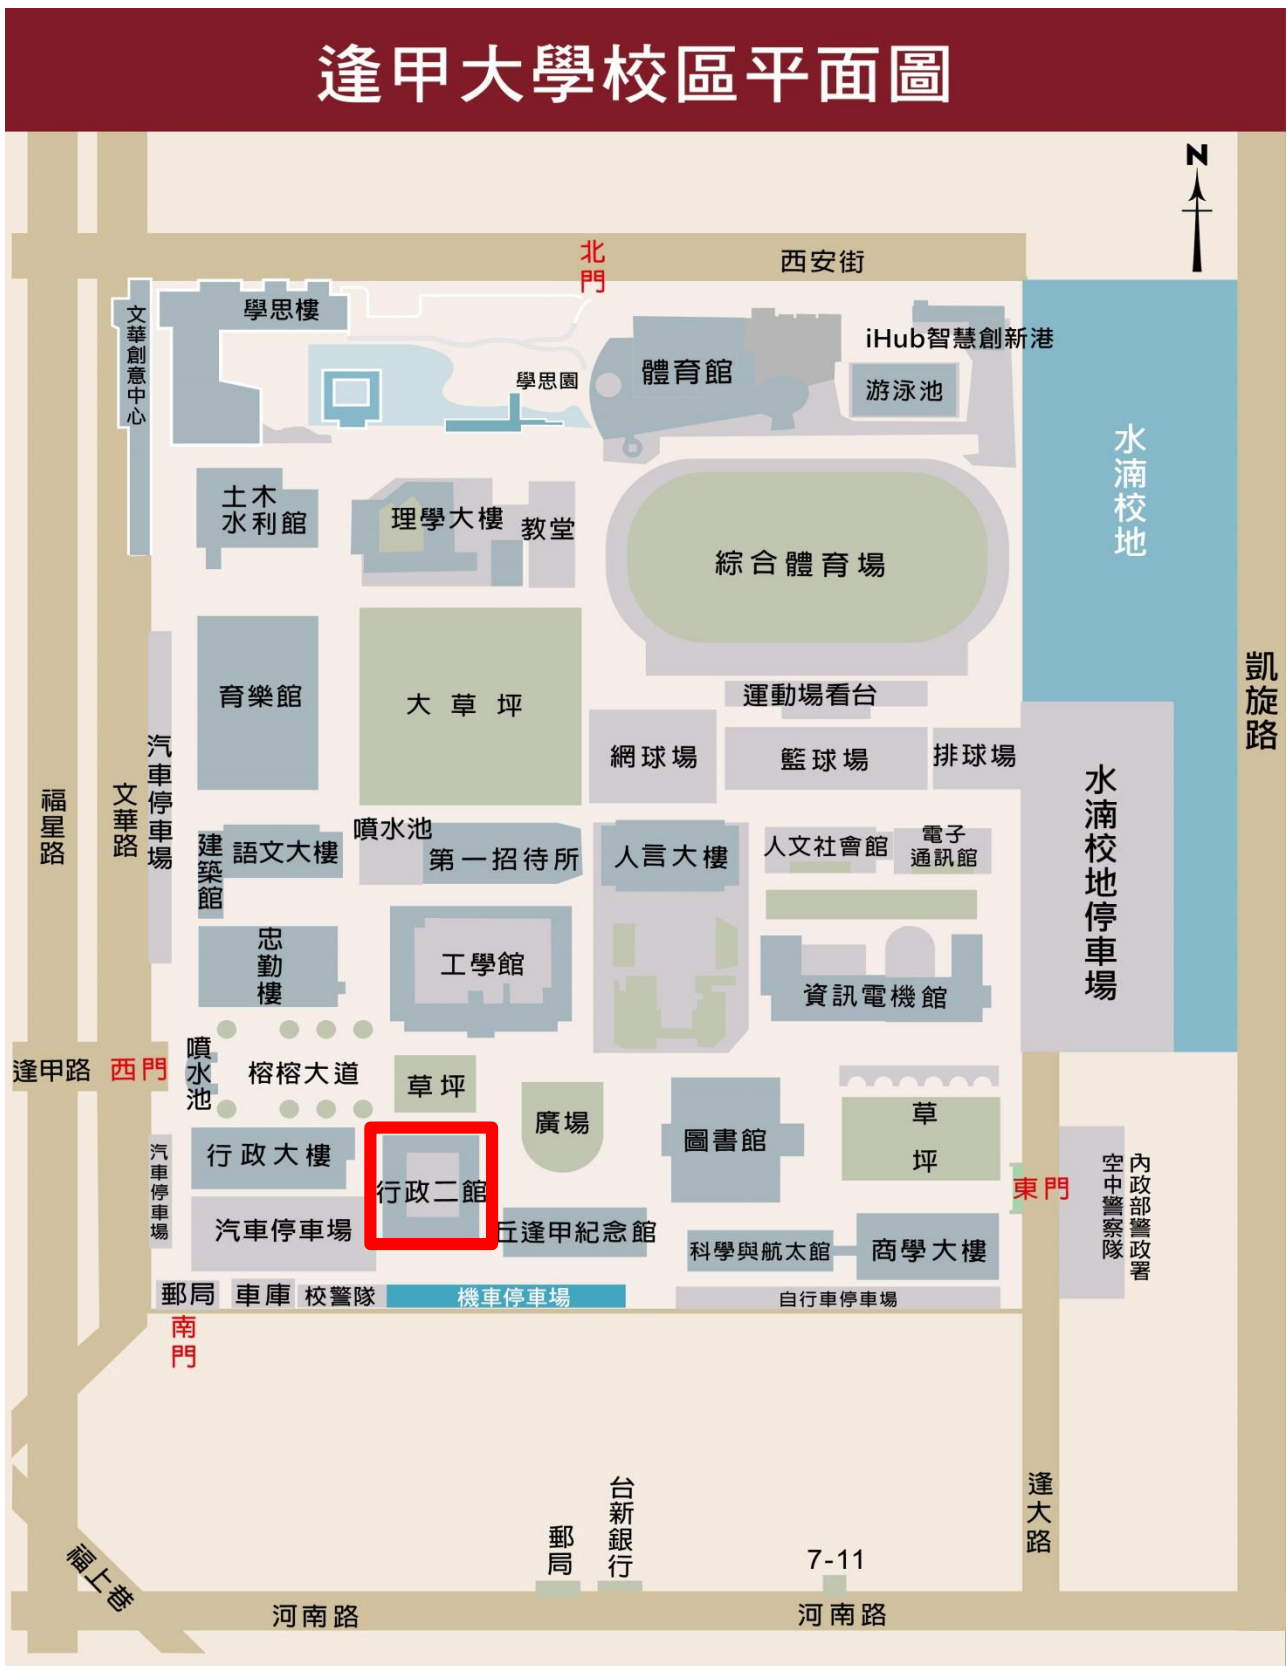 逢甲大學校區平面圖
N
北門
西安街
文華創意中心
學思樓
學思園
體育館
iHub智慧創新港
游泳池
水湳校地
土木
水利館
理學大樓
教堂
綜合體育場
育樂館
大草坪
運動場看台
網球場
籃球場
排球場
凱旋路
福星路
文華路
汽車停車場
水湳校地停車場
建築館
語文大樓
噴水池
第一招待所
人言大樓
人文社會館
電子
通訊館
忠勤樓
工學館
資訊電機館
逢甲路
西門
噴水池
榕榕大道
草坪
廣場
圖書館
草坪
汽車停車場
行政大樓
行政二館
東門
空中警察隊
內政部警政署
汽車停車場
丘逢甲紀念館
科學與航太館
商學大樓
郵局
車庫
校警隊
機車停車場
自行車停車場
南門
逢大路
郵局
台新銀行
7-11
福上巷
河南路
河南路